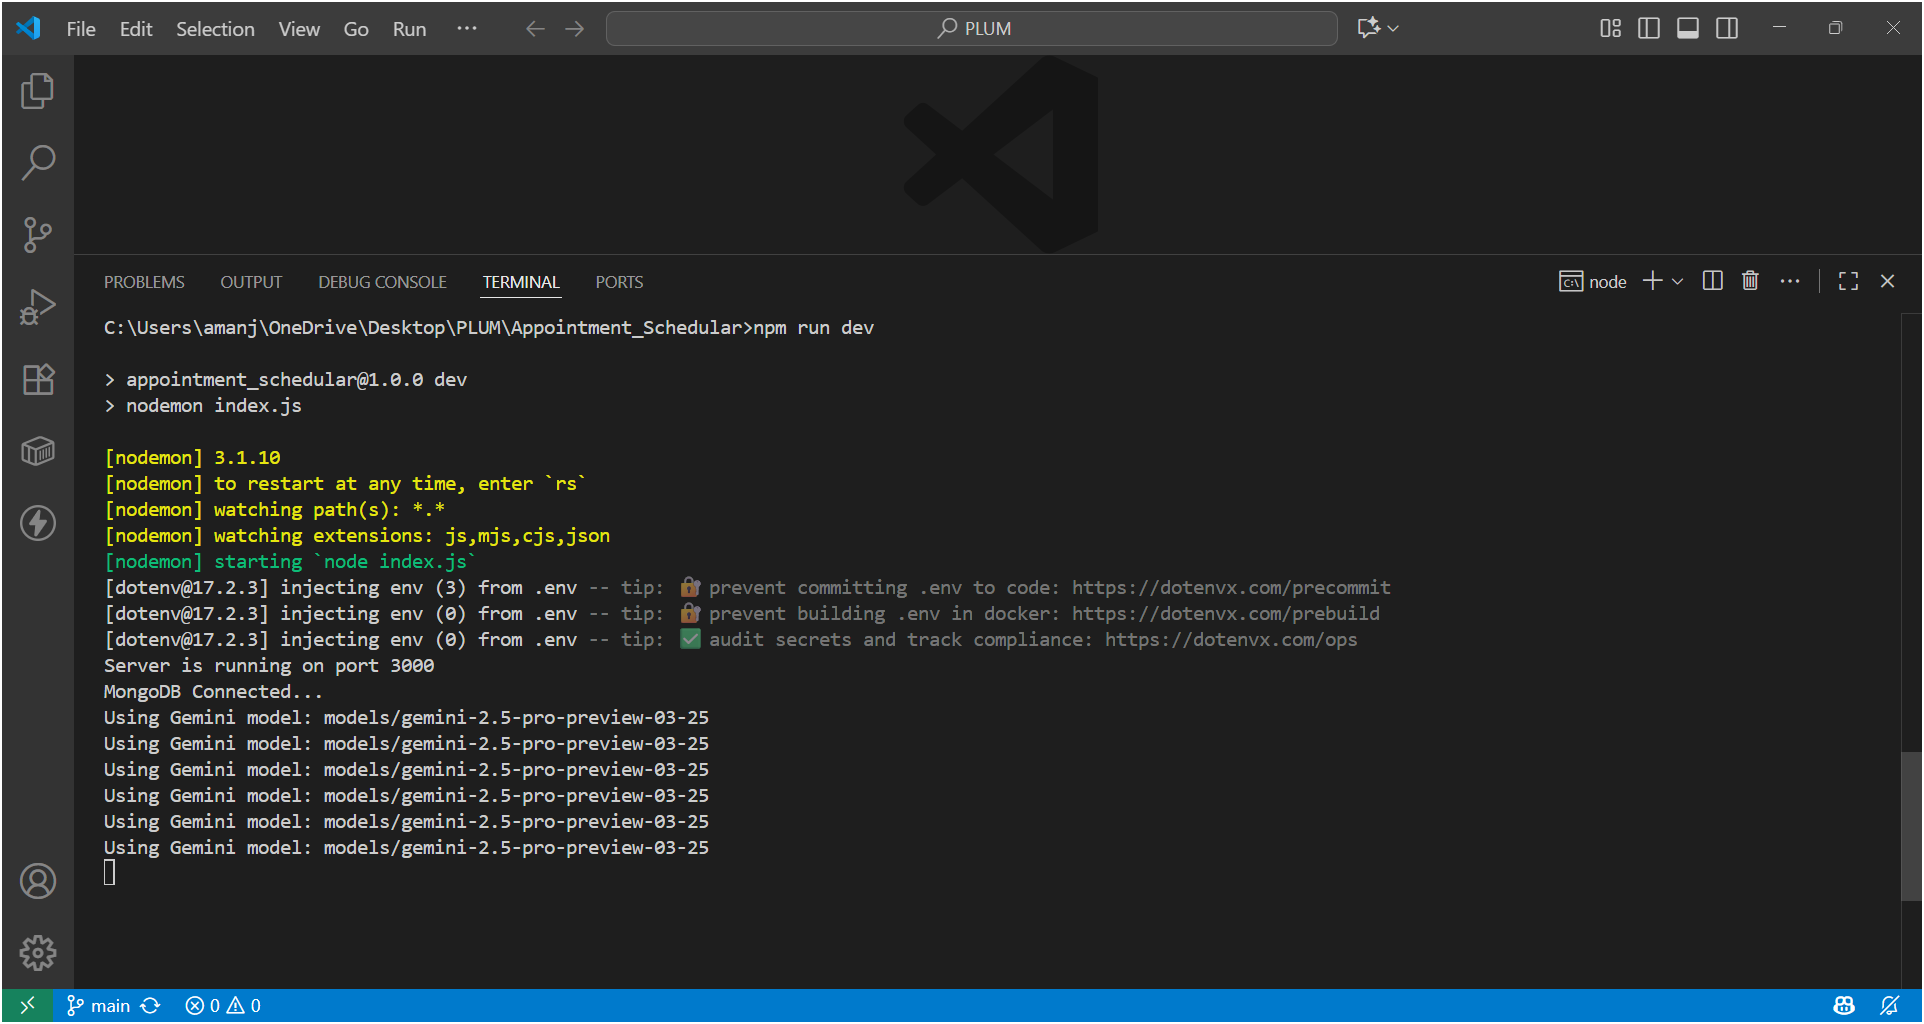 File Edit Selection View Go Run ··· PLUM
PROBLEMS OUTPUT DEBUG CONSOLE TERMINAL PORTS node
C:\Users\amanj\OneDrive\Desktop\PLUM\Appointment_Schedular>npm run dev
> appointment_schedular@1.0.0 dev
> nodemon index.js
[nodemon] 3.1.10
[nodemon] to restart at any time, enter `rs`
[nodemon] watching path(s): *.*
[nodemon] watching extensions: js,mjs,cjs,json
[nodemon] starting `node index.js`
[dotenv@17.2.3] injecting env (3) from .env -- tip: 🔐 prevent committing .env to code: https://dotenvx.com/precommit
[dotenv@17.2.3] injecting env (0) from .env -- tip: 🔐 prevent building .env in docker: https://dotenvx.com/prebuild
[dotenv@17.2.3] injecting env (0) from .env -- tip: ✅ audit secrets and track compliance: https://dotenvx.com/ops
Server is running on port 3000
MongoDB Connected...
Using Gemini model: models/gemini-2.5-pro-preview-03-25
Using Gemini model: models/gemini-2.5-pro-preview-03-25
Using Gemini model: models/gemini-2.5-pro-preview-03-25
Using Gemini model: models/gemini-2.5-pro-preview-03-25
Using Gemini model: models/gemini-2.5-pro-preview-03-25
Using Gemini model: models/gemini-2.5-pro-preview-03-25
main 0 0